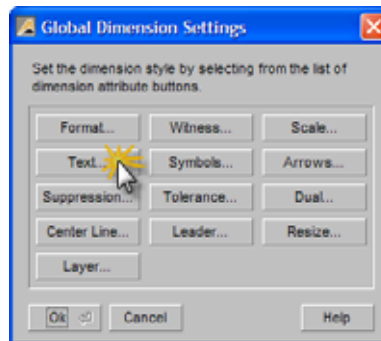 Global Dimension Settings
Set the dimension style by selecting from the list of
dimension attribute buttons.
Format... Witness... Scale...
Text... Symbols... Arrows...
Suppression... Tolerance... Dual...
Center Line... Leader... Resize...
Layer...
Ok Cancel Help